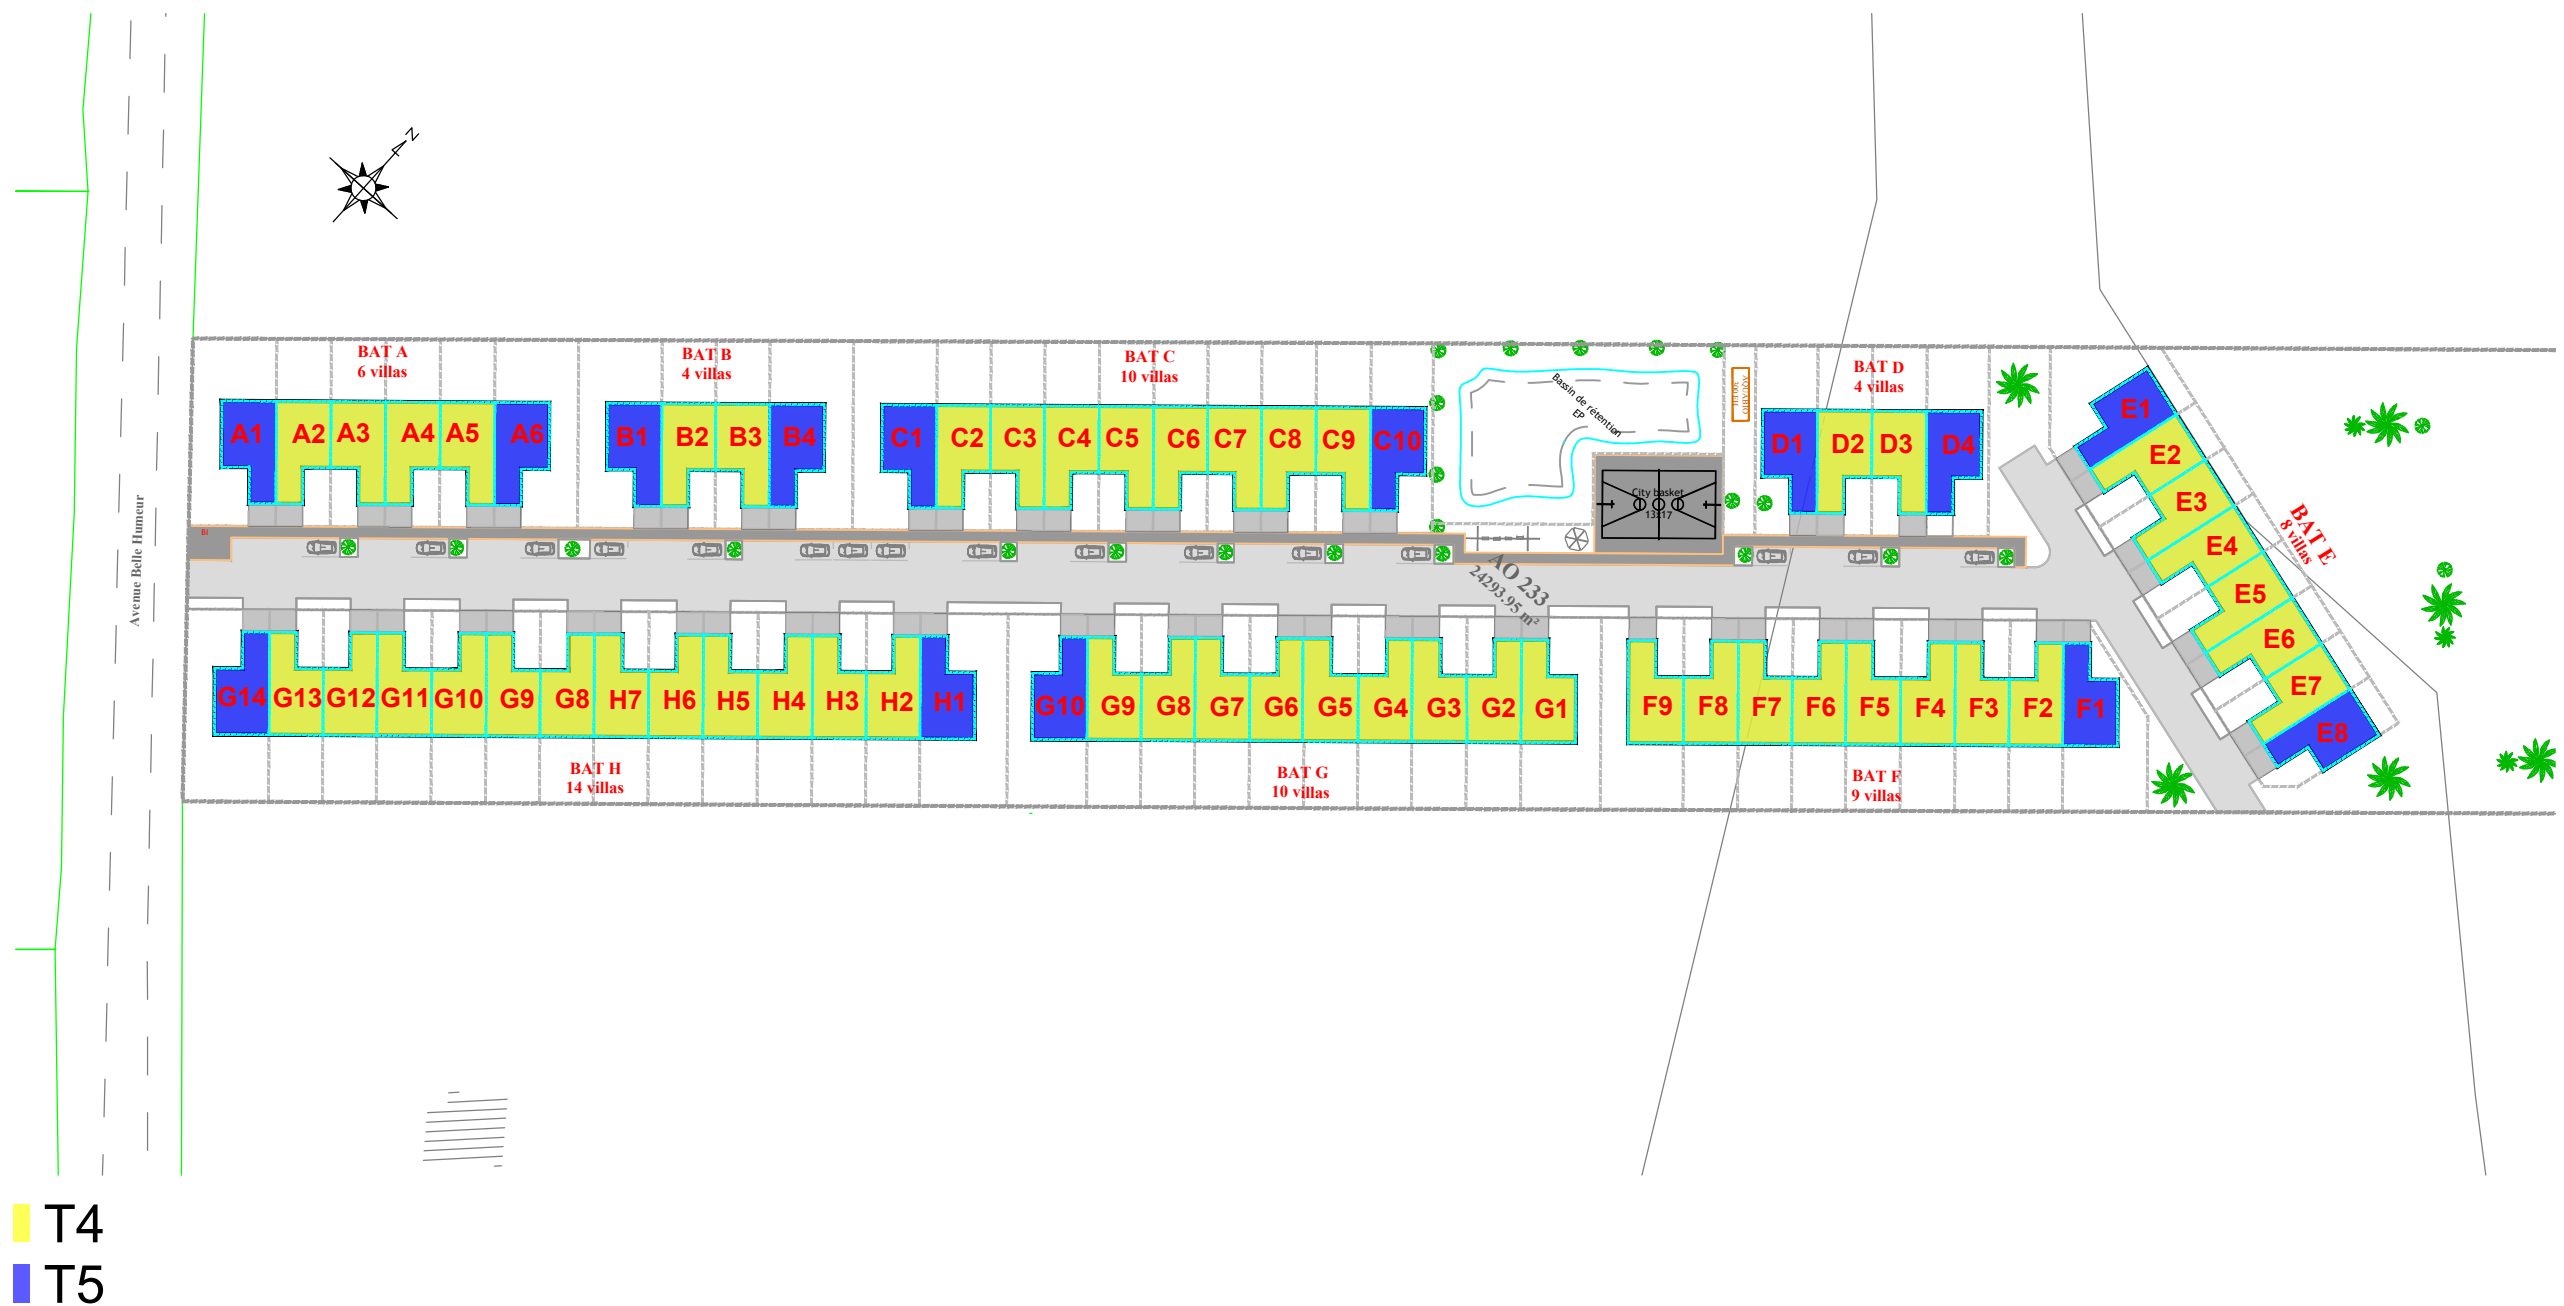 N
BAT A
6 villas
BAT B
4 villas
BAT C
10 villas
BAT D
4 villas
Bassin de rétention
EP
A1 A2 A3 A4 A5 A6
B1 B2 B3 B4
C1 C2 C3 C4 C5 C6 C7 C8 C9 C10
D1 D2 D3 D4
E1
E2
E3
E4
E5
E6
E7
E8
BAT E
8 villas
City basket
13x17
Avenue Belle Humeur
BI
AO 233
24293.95 m²
G14 G13 G12 G11 G10 G9 G8 H7 H6 H5 H4 H3 H2 H1
G10 G9 G8 G7 G6 G5 G4 G3 G2 G1
F9 F8 F7 F6 F5 F4 F3 F2 F1
BAT H
14 villas
BAT G
10 villas
BAT F
9 villas
T4
T5